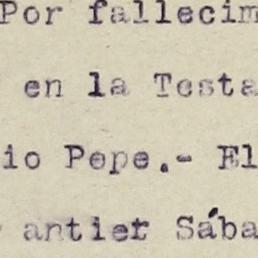 Por fallecim
en la Testa
io Pepe.- El
antier Sába